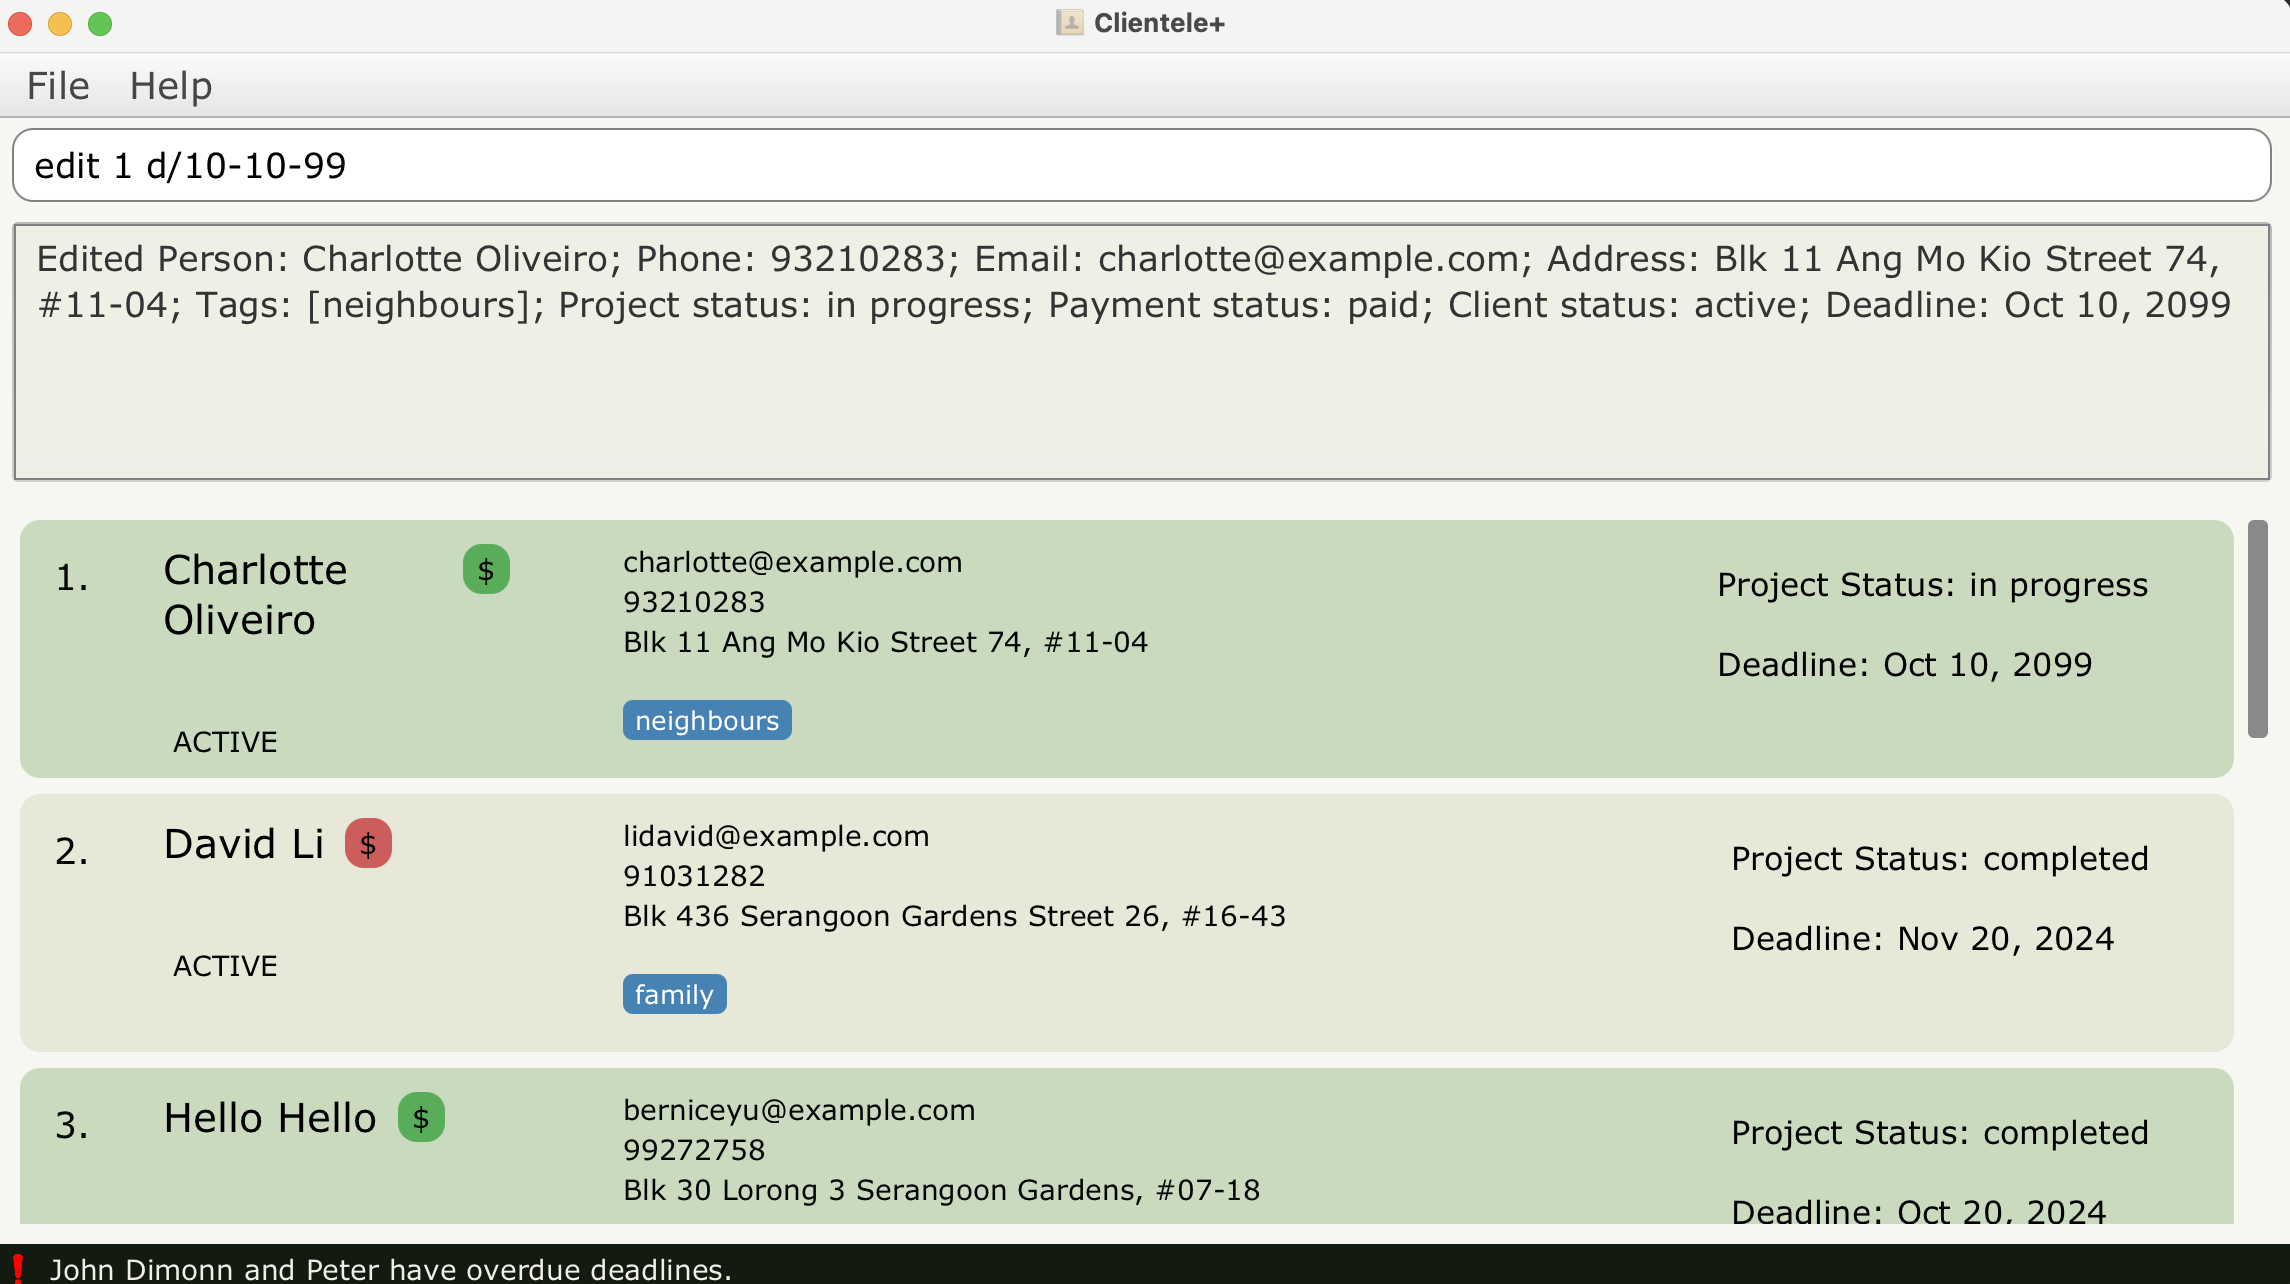 Clientele+
File Help
edit 1 d/10-10-99
Edited Person: Charlotte Oliveiro; Phone: 93210283; Email: charlotte@example.com; Address: Blk 11 Ang Mo Kio Street 74,
#11-04; Tags: [neighbours]; Project status: in progress; Payment status: paid; Client status: active; Deadline: Oct 10, 2099
1.
Charlotte
Oliveiro
$
ACTIVE
charlotte@example.com
93210283
Blk 11 Ang Mo Kio Street 74, #11-04
neighbours
Project Status: in progress
Deadline: Oct 10, 2099
2.
David Li
$
ACTIVE
lidavid@example.com
91031282
Blk 436 Serangoon Gardens Street 26, #16-43
family
Project Status: completed
Deadline: Nov 20, 2024
3.
Hello Hello
$
berniceyu@example.com
99272758
Blk 30 Lorong 3 Serangoon Gardens, #07-18
Project Status: completed
Deadline: Oct 20, 2024
! John Dimonn and Peter have overdue deadlines.